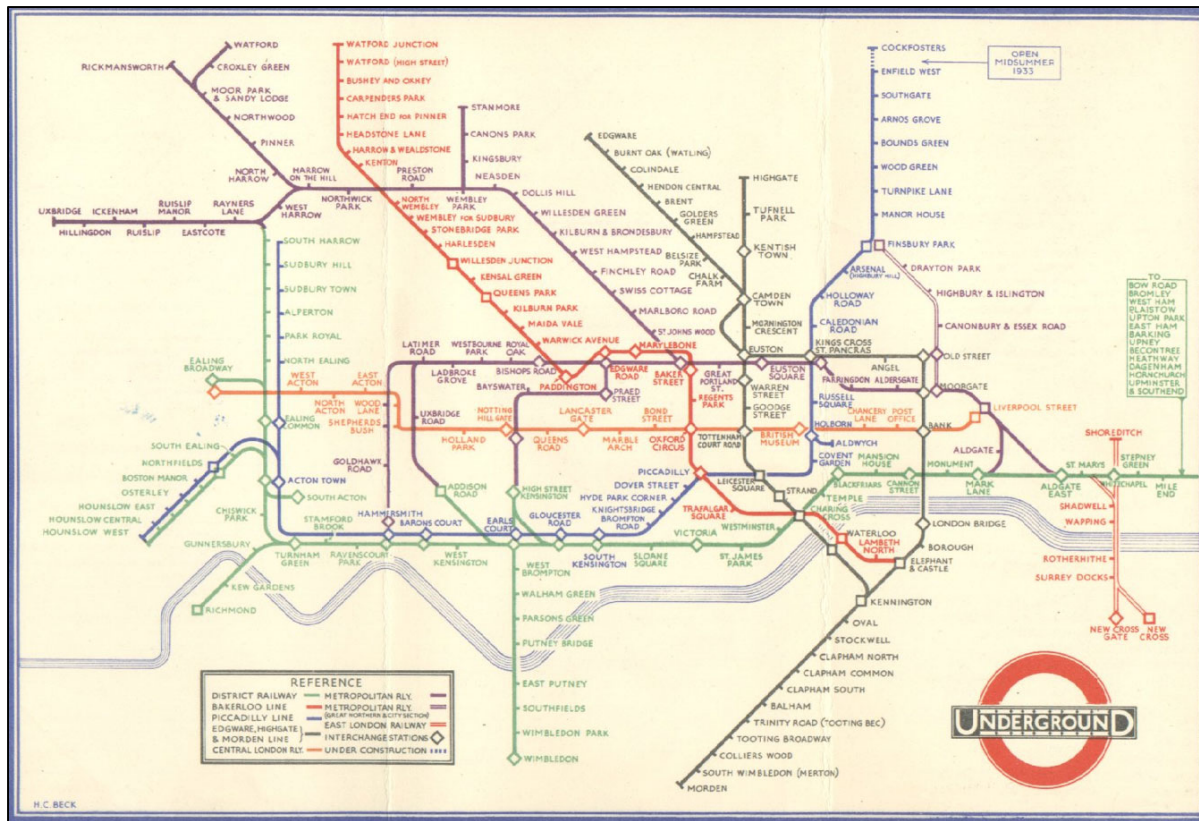 WATFORD
CROXLEY GREEN
RICKMANSWORTH
MOOR PARK
& SANDY LODGE
NORTHWOOD
PINNER
NORTH
HARROW
HARROW
ON THE HILL
NORTHWICK
PARK
PRESTON
ROAD
WEMBLEY
PARK
STANMORE
CANONS PARK
KINGSBURY
NEASDEN
DOLLIS HILL
WILLESDEN GREEN
KILBURN & BRONDESBURY
WEST HAMPSTEAD
FINCHLEY ROAD
SWISS COTTAGE
MARLBORO ROAD
ST JOHNS WOOD
UXBRIDGE
HILLINGDON
ICKENHAM
RUISLIP
RUISLIP
MANOR
EASTCOTE
RAYNERS
LANE
WEST
HARROW
WATFORD JUNCTION
WATFORD (HIGH STREET)
BUSHEY AND OXHEY
CARPENDERS PARK
HATCH END FOR PINNER
HEADSTONE LANE
HARROW & WEALDSTONE
KENTON
NORTH
WEMBLEY
WEMBLEY FOR SUDBURY
STONEBRIDGE PARK
HARLESDEN
WILLESDEN JUNCTION
KENSAL GREEN
QUEENS PARK
KILBURN PARK
MAIDA VALE
WARWICK AVENUE
PADDINGTON
EDGWARE
ROAD
MARYLEBONE
BAKER
STREET
REGENTS
PARK
OXFORD
CIRCUS
PICCADILLY
TRAFALGAR
SQUARE
CHARING
CROSS
WATERLOO
LAMBETH
NORTH
ELEPHANT
& CASTLE
EDGWARE
BURNT OAK (WATLING)
COLINDALE
HENDON CENTRAL
BRENT
GOLDERS
GREEN
HAMPSTEAD
BELSIZE
PARK
CHALK
FARM
HIGHGATE
TUFNELL
PARK
KENTISH
TOWN
CAMDEN
TOWN
MORNINGTON
CRESCENT
EUSTON
WARREN
STREET
GOODGE
STREET
TOTTENHAM
COURT ROAD
LEICESTER
SQUARE
STRAND
COCKFOSTERS
OPEN
MIDSUMMER
1933
ENFIELD WEST
SOUTHGATE
ARNOS GROVE
BOUNDS GREEN
WOOD GREEN
TURNPIKE LANE
MANOR HOUSE
FINSBURY PARK
ARSENAL
(HIGHBURY HILL)
HOLLOWAY
ROAD
CALEDONIAN
ROAD
KINGS CROSS
ST. PANCRAS
RUSSELL
SQUARE
HOLBORN
ALDWYCH
COVENT
GARDEN
DRAYTON PARK
HIGHBURY & ISLINGTON
CANONBURY & ESSEX ROAD
OLD STREET
ANGEL
MOORGATE
LIVERPOOL STREET
TO
BOW ROAD
BROMLEY
WEST HAM
PLAISTOW
UPTON PARK
EAST HAM
BARKING
UPNEY
BECONTREE
HEATHWAY
DAGENHAM
HORNCHURCH
UPMINSTER
& SOUTHEND
SOUTH HARROW
SUDBURY HILL
SUDBURY TOWN
ALPERTON
PARK ROYAL
NORTH EALING
EALING
BROADWAY
EALING
COMMON
WEST
ACTON
NORTH
ACTON
EAST
ACTON
WOOD
LANE
SHEPHERDS
BUSH
HOLLAND
PARK
NOTTING
HILL GATE
QUEENS
ROAD
LANCASTER
GATE
MARBLE
ARCH
BOND
STREET
BRITISH
MUSEUM
CHANCERY
LANE
POST
OFFICE
BANK
LATIMER
ROAD
LADBROKE
GROVE
WESTBOURNE
PARK
ROYAL
OAK
BISHOPS ROAD
BAYSWATER
PRAED
STREET
GREAT
PORTLAND
ST.
EUSTON
SQUARE
FARRINGDON
ALDERSGATE
UXBRIDGE
ROAD
GOLDHAWK
ROAD
ADDISON
ROAD
HAMMERSMITH
ALDGATE
SOUTH EALING
NORTHFIELDS
BOSTON MANOR
OSTERLEY
HOUNSLOW EAST
HOUNSLOW CENTRAL
HOUNSLOW WEST
ACTON TOWN
SOUTH ACTON
CHISWICK
PARK
GUNNERSBURY
KEW GARDENS
RICHMOND
TURNHAM
GREEN
STAMFORD
BROOK
RAVENSCOURT
PARK
BARONS COURT
WEST
KENSINGTON
EARLS
COURT
HIGH STREET
KENSINGTON
GLOUCESTER
ROAD
SOUTH
KENSINGTON
DOVER STREET
HYDE PARK CORNER
KNIGHTSBRIDGE
BROMPTON
ROAD
SLOANE
SQUARE
VICTORIA
ST. JAMES
PARK
WESTMINSTER
TEMPLE
BLACKFRIARS
MANSION
HOUSE
CANNON
STREET
MONUMENT
MARK
LANE
ALDGATE
EAST
ST. MARYS
WHITECHAPEL
STEPNEY
GREEN
MILE
END
SHOREDITCH
SHADWELL
WAPPING
ROTHERHITHE
SURREY DOCKS
NEW CROSS
GATE
NEW
CROSS
LONDON BRIDGE
BOROUGH
KENNINGTON
OVAL
STOCKWELL
CLAPHAM NORTH
CLAPHAM COMMON
CLAPHAM SOUTH
BALHAM
TRINITY ROAD (TOOTING BEC)
TOOTING BROADWAY
COLLIERS WOOD
SOUTH WIMBLEDON (MERTON)
MORDEN
WEST
BROMPTON
WALHAM GREEN
PARSONS GREEN
PUTNEY BRIDGE
EAST PUTNEY
SOUTHFIELDS
WIMBLEDON PARK
WIMBLEDON
RIVER
THAMES
REFERENCE
DISTRICT RAILWAY
METROPOLITAN RLY.
BAKERLOO LINE
METROPOLITAN RLY.
(GREAT NORTHERN & CITY SECTION)
PICCADILLY LINE
EAST LONDON RAILWAY
EDGWARE, HIGHGATE
& MORDEN LINE
INTERCHANGE STATIONS
CENTRAL LONDON RLY.
UNDER CONSTRUCTION
UNDERGROUND
H.C. BECK